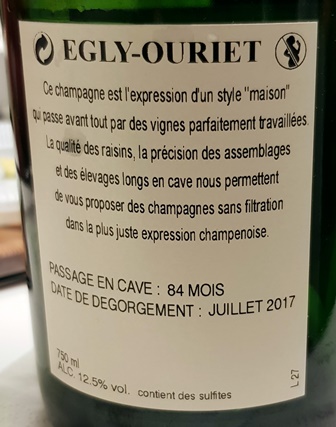 EGLY-OURIET
Ce champagne est l'expression d'un style "maison"
qui passe avant tout par des vignes parfaitement travaillées.
La qualité des raisins, la précision des assemblages
et des élevages longs en cave nous permettent
de vous proposer des champagnes sans filtration
dans la plus juste expression champenoise.
PASSAGE EN CAVE : 84 MOIS
DATE DE DEGORGEMENT : JUILLET 2017
750 ml
ALC. 12.5% vol. contient des sulfites
L 27